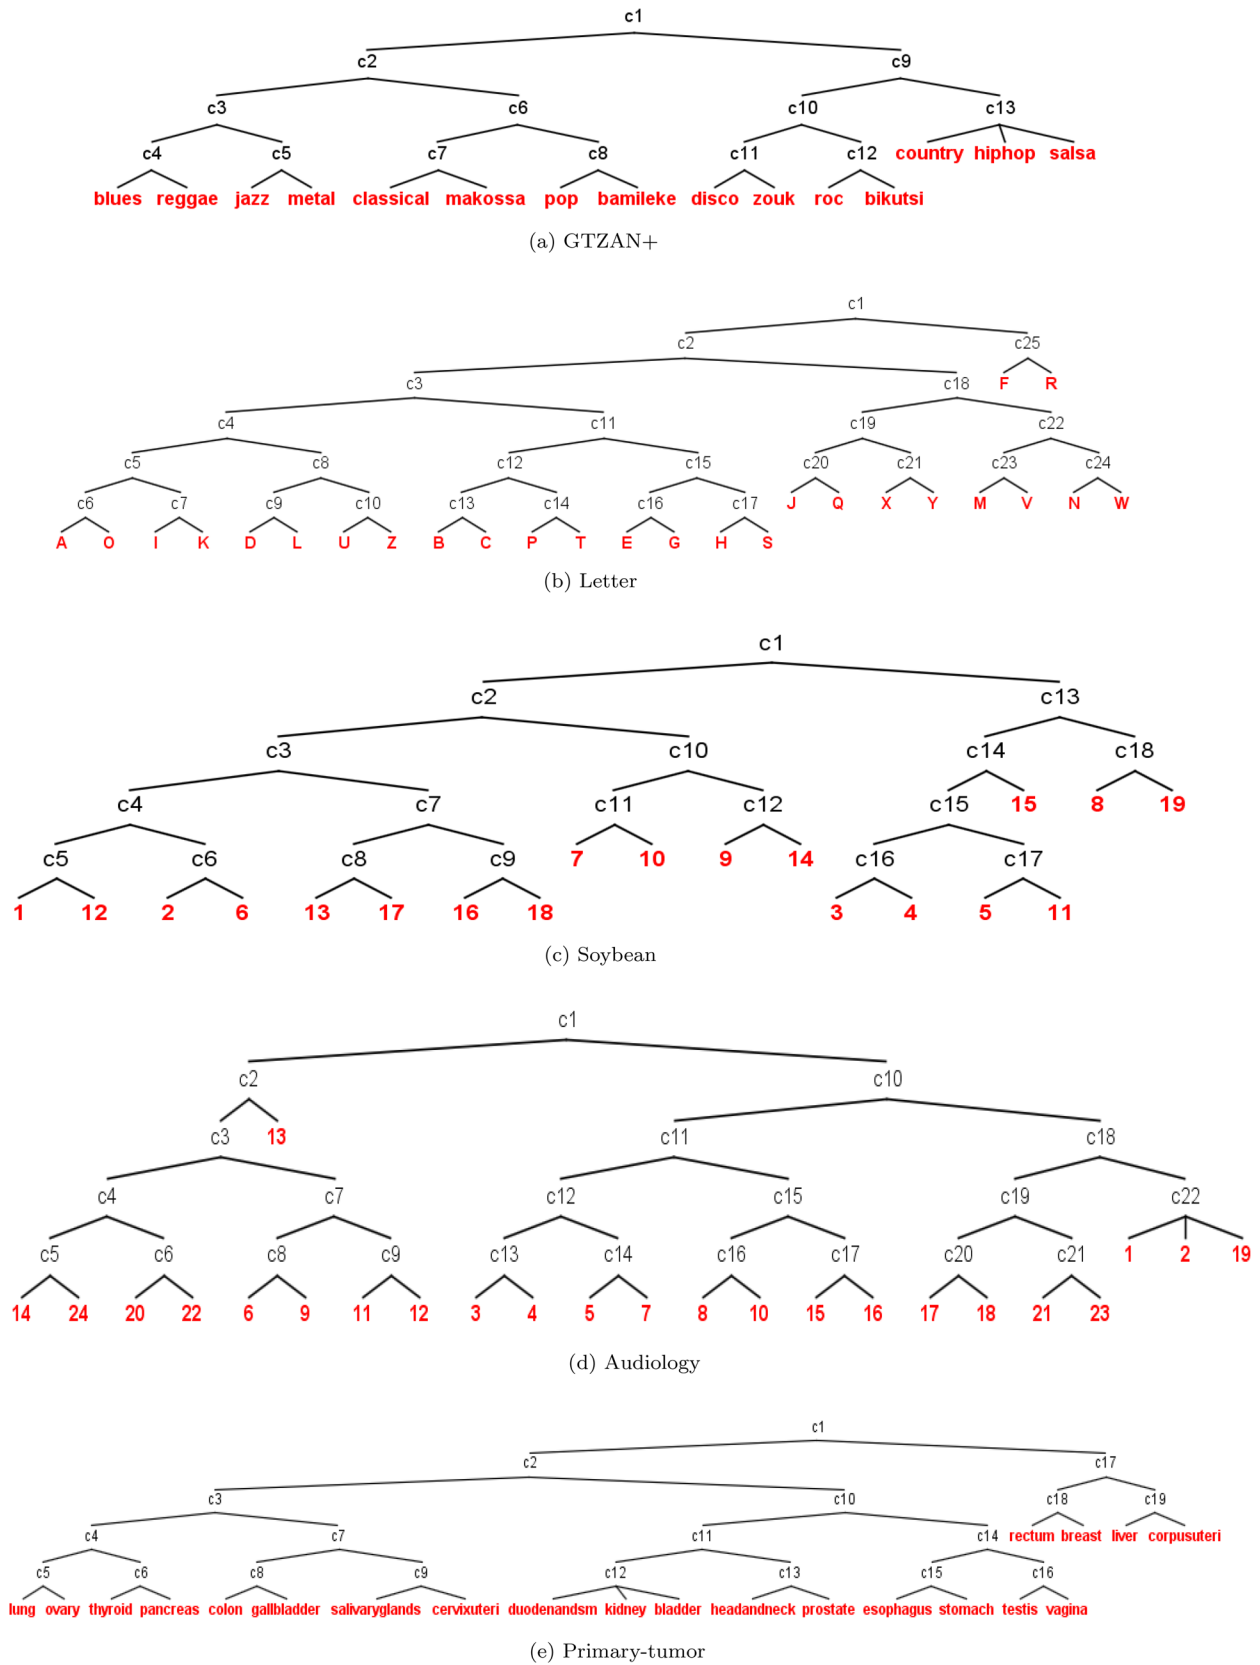 c1
c2 c9
c3 c6 c10 c13
c4 c5 c7 c8 c11 c12 country hiphop salsa
blues reggae jazz metal classical makossa pop bamileke disco zouk roc bikutsi
(a) GTZAN+
c1
c2 c25
c3 c18 F R
c4 c11 c19 c22
c5 c8 c12 c15 c20 c21 c23 c24
c6 c7 c9 c10 c13 c14 c16 c17 J Q X Y M V N W
A O I K D L U Z B C P T E G H S
(b) Letter
c1
c2 c13
c3 c10 c14 c18
c4 c7 c11 c12 c15 15 8 19
c5 c6 c8 c9 7 10 9 14 c16 c17
1 12 2 6 13 17 16 18 3 4 5 11
(c) Soybean
c1
c2 c10
c3 13 c11 c18
c4 c7 c12 c15 c19 c22
c5 c6 c8 c9 c13 c14 c16 c17 c20 c21 1 2 19
14 24 20 22 6 9 11 12 3 4 5 7 8 10 15 16 17 18 21 23
(d) Audiology
c1
c2 c17
c3 c10 c18 c19
c4 c7 c11 c14 rectum breast liver corpusuteri
c5 c6 c8 c9 c12 c13 c15 c16
lung ovary thyroid pancreas colon gallbladder salivaryglands cervixuteri duodenandsm kidney bladder headandneck prostate esophagus stomach testis vagina
(e) Primary-tumor